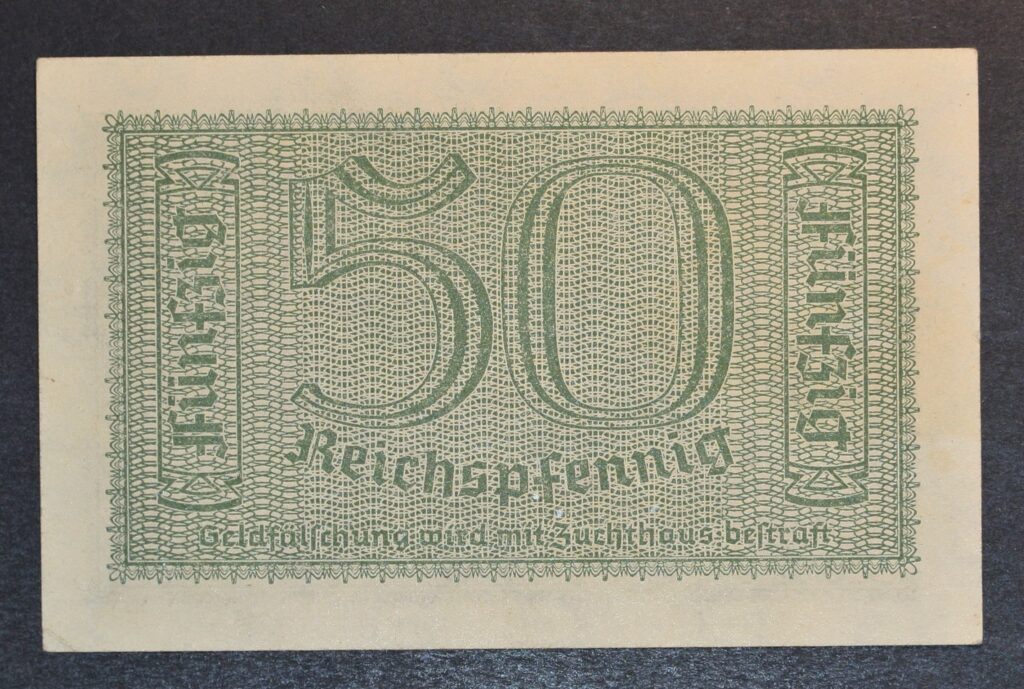 Fünfzig
50
Fünfzig
Reichspfennig
Geldfälschung wird mit Zuchthaus bestraft